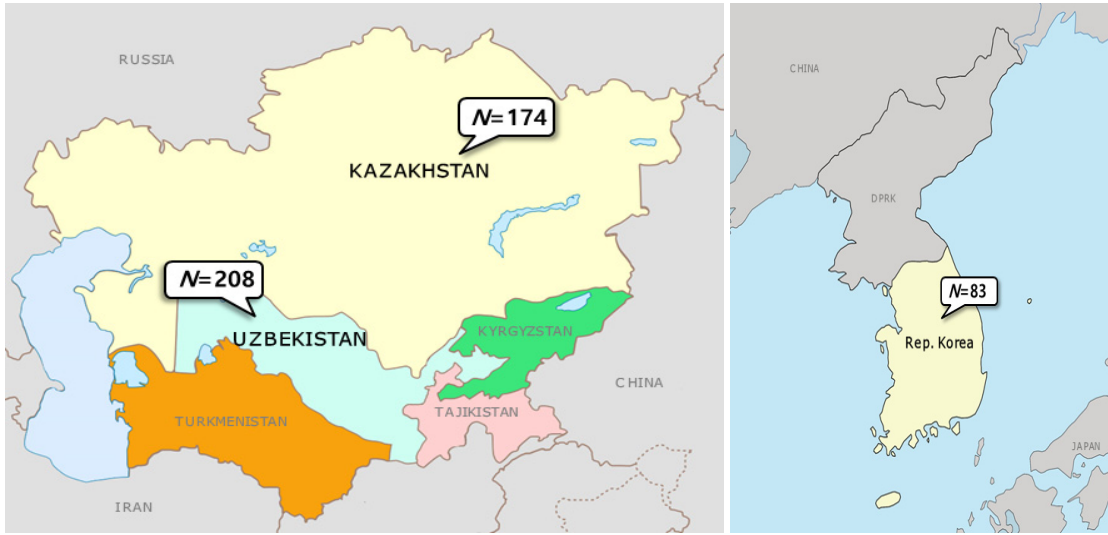 RUSSIA
N=174
KAZAKHSTAN
N=208
UZBEKISTAN
KYRGYZSTAN
CHINA
TAJIKISTAN
TURKMENISTAN
IRAN
CHINA
DPRK
N=83
Rep. Korea
JAPAN